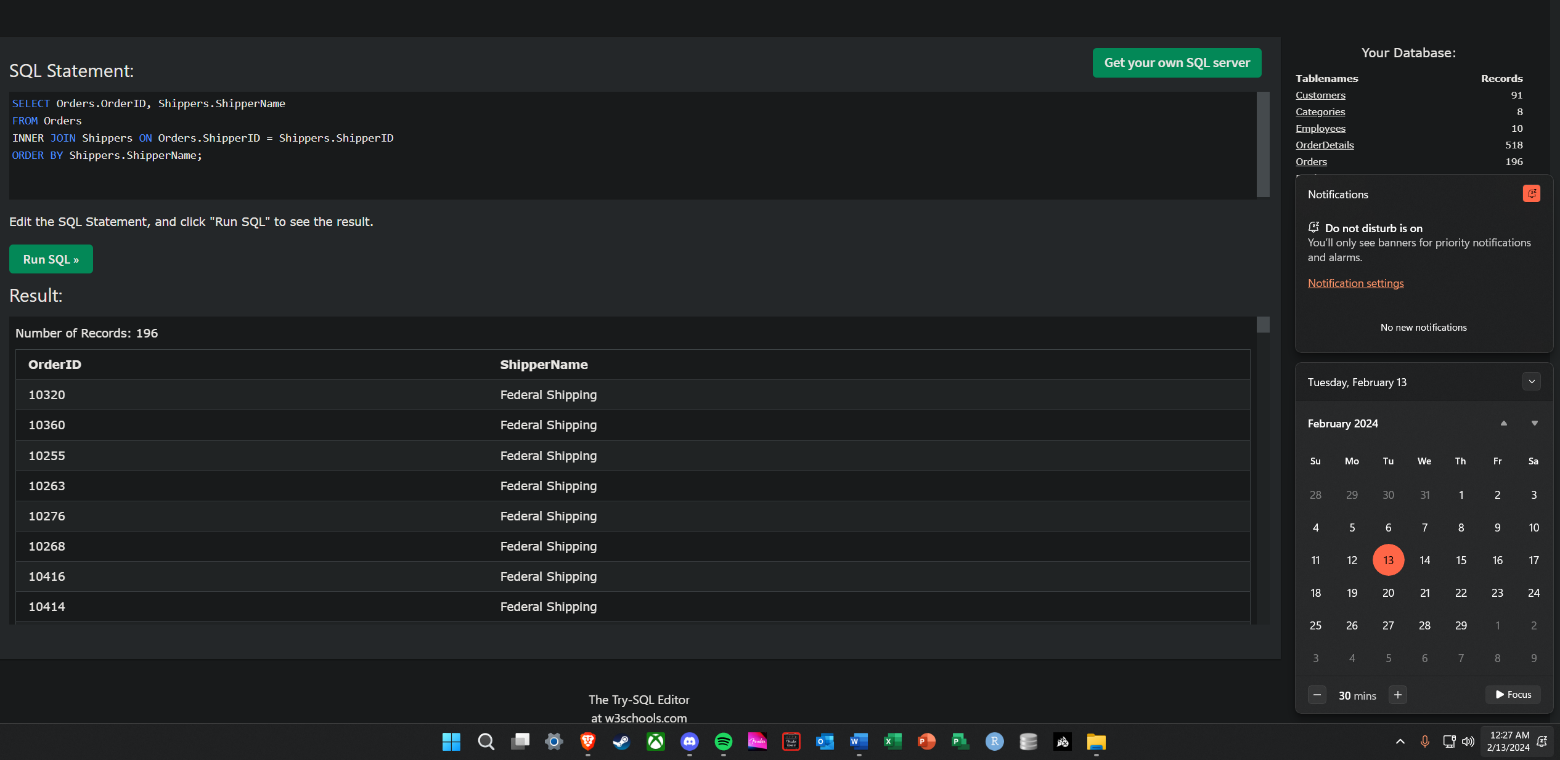 SQL Statement:
Get your own SQL server
SELECT Orders.OrderID, Shippers.ShipperName
FROM Orders
INNER JOIN Shippers ON Orders.ShipperID = Shippers.ShipperID
ORDER BY Shippers.ShipperName;
Edit the SQL Statement, and click "Run SQL" to see the result.
Run SQL »
Result:
Number of Records: 196
OrderID ShipperName
10320 Federal Shipping
10360 Federal Shipping
10255 Federal Shipping
10263 Federal Shipping
10276 Federal Shipping
10268 Federal Shipping
10416 Federal Shipping
10414 Federal Shipping
The Try-SQL Editor
at w3schools.com
Your Database:
Tablenames Records
Customers 91
Categories 8
Employees 10
OrderDetails 518
Orders 196
Notifications
Do not disturb is on
You'll only see banners for priority notifications
and alarms.
Notification settings
No new notifications
Tuesday, February 13
February 2024
Su Mo Tu We Th Fr Sa
28 29 30 31 1 2 3
4 5 6 7 8 9 10
11 12 13 14 15 16 17
18 19 20 21 22 23 24
25 26 27 28 29 1 2
3 4 5 6 7 8 9
30 mins
Focus
12:27 AM
2/13/2024